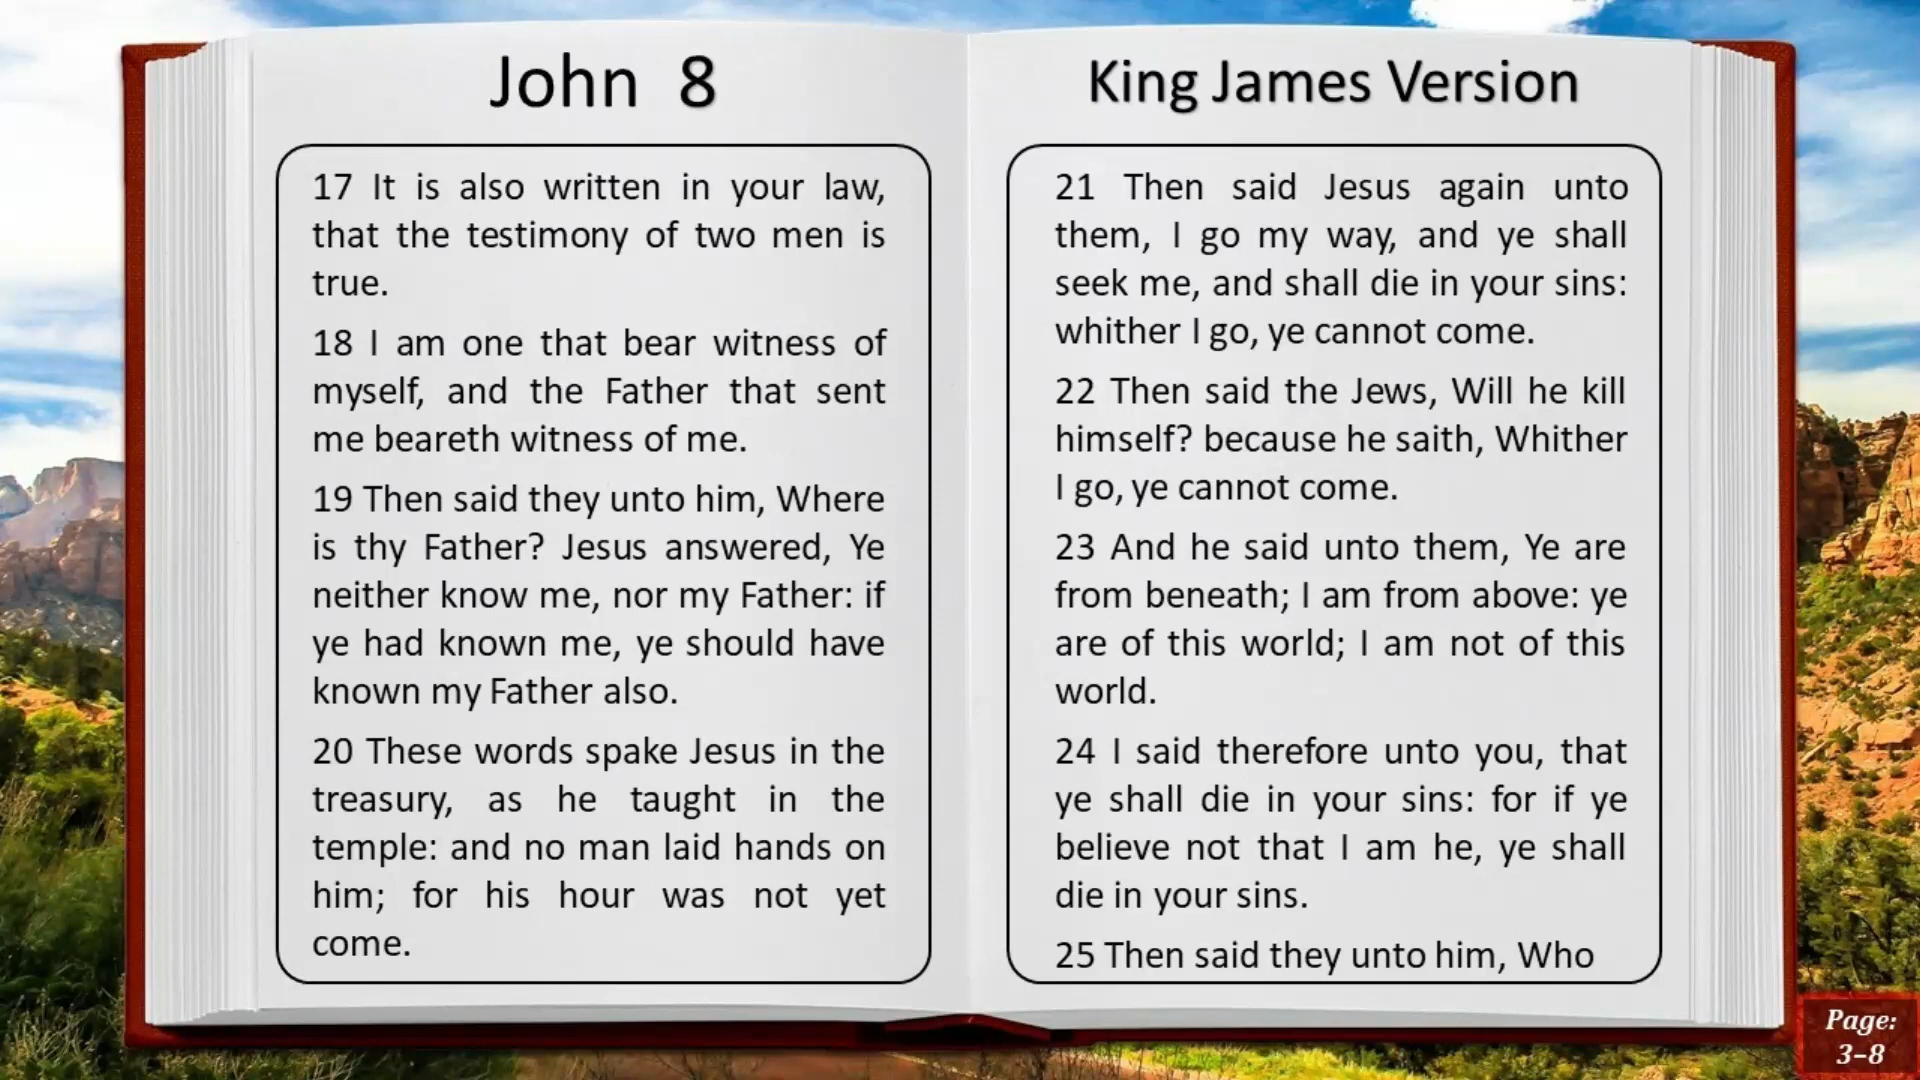 John 8
17 It is also written in your law,
that the testimony of two men is
true.
18 I am one that bear witness of
myself, and the Father that sent
me beareth witness of me.
19 Then said they unto him, Where
is thy Father? Jesus answered, Ye
neither know me, nor my Father: if
ye had known me, ye should have
known my Father also.
20 These words spake Jesus in the
treasury, as he taught in the
temple: and no man laid hands on
him; for his hour was not yet
come.
King James Version
21 Then said Jesus again unto
them, I go my way, and ye shall
seek me, and shall die in your sins:
whither I go, ye cannot come.
22 Then said the Jews, Will he kill
himself? because he saith, Whither
I go, ye cannot come.
23 And he said unto them, Ye are
from beneath; I am from above: ye
are of this world; I am not of this
world.
24 I said therefore unto you, that
ye shall die in your sins: for if ye
believe not that I am he, ye shall
die in your sins.
25 Then said they unto him, Who
Page:
3–8